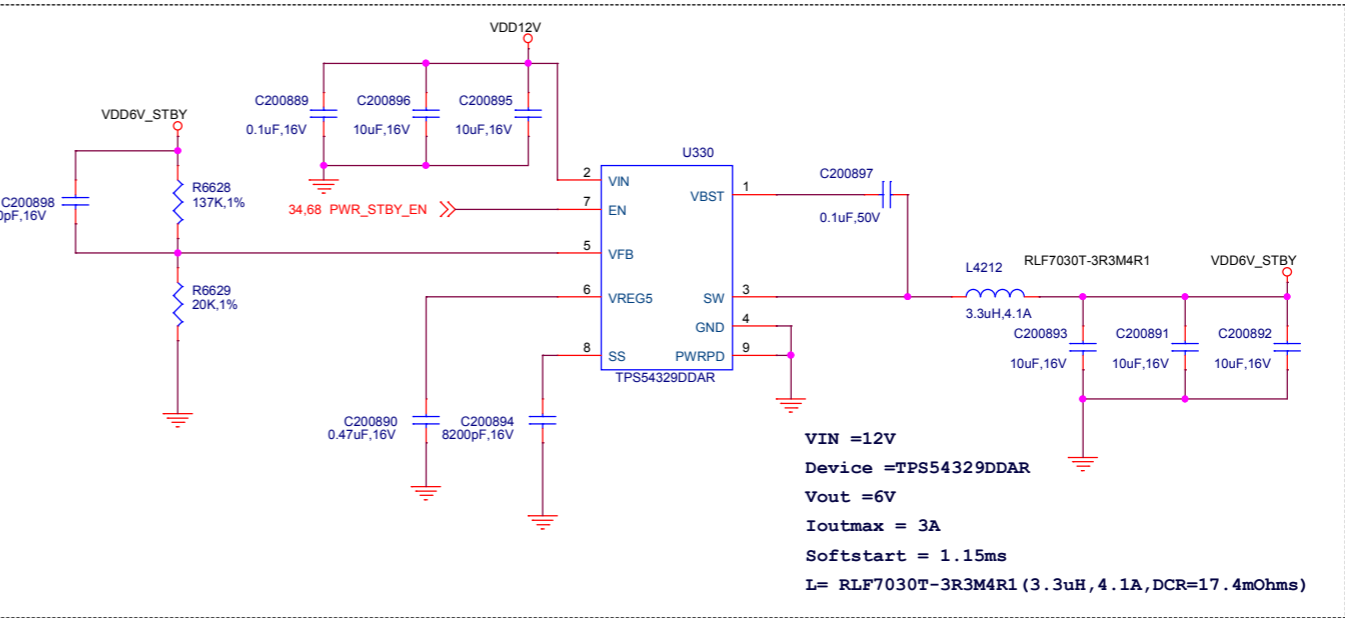 VDD12V
C200889
0.1uF,16V
C200896
10uF,16V
C200895
10uF,16V
VDD6V_STBY
C200898
R6628
137K,1%
R6629
20K,1%
34,68 PWR_STBY_EN
U330
2 VIN
7 EN
5 VFB
6 VREG5
8 SS
VBST 1
SW 3
GND 4
PWRPD 9
TPS54329DDAR
C200897
0.1uF,50V
L4212
RLF7030T-3R3M4R1
3.3uH,4.1A
VDD6V_STBY
C200893
10uF,16V
C200891
10uF,16V
C200892
10uF,16V
C200890
0.47uF,16V
C200894
8200pF,16V
VIN =12V
Device =TPS54329DDAR
Vout =6V
Ioutmax = 3A
Softstart = 1.15ms
L= RLF7030T-3R3M4R1(3.3uH,4.1A,DCR=17.4mOhms)